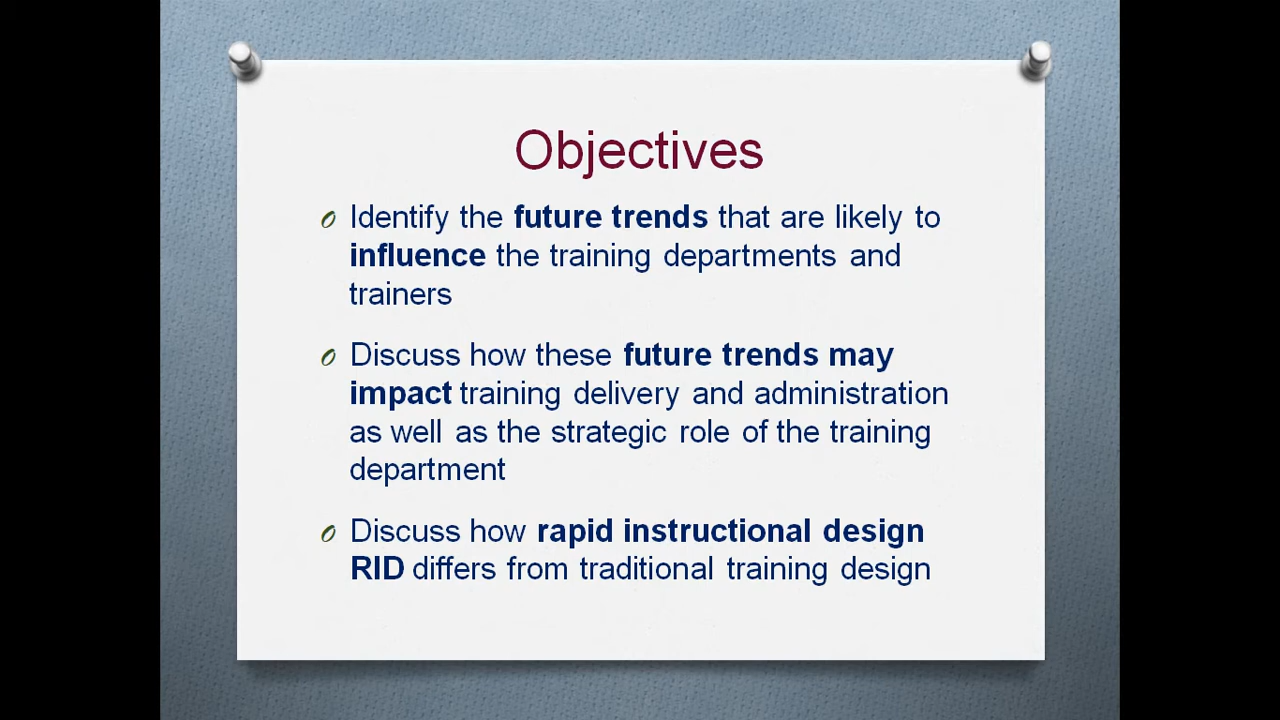 Objectives
Identify the future trends that are likely to
influence the training departments and
trainers
Discuss how these future trends may
impact training delivery and administration
as well as the strategic role of the training
department
Discuss how rapid instructional design
RID differs from traditional training design